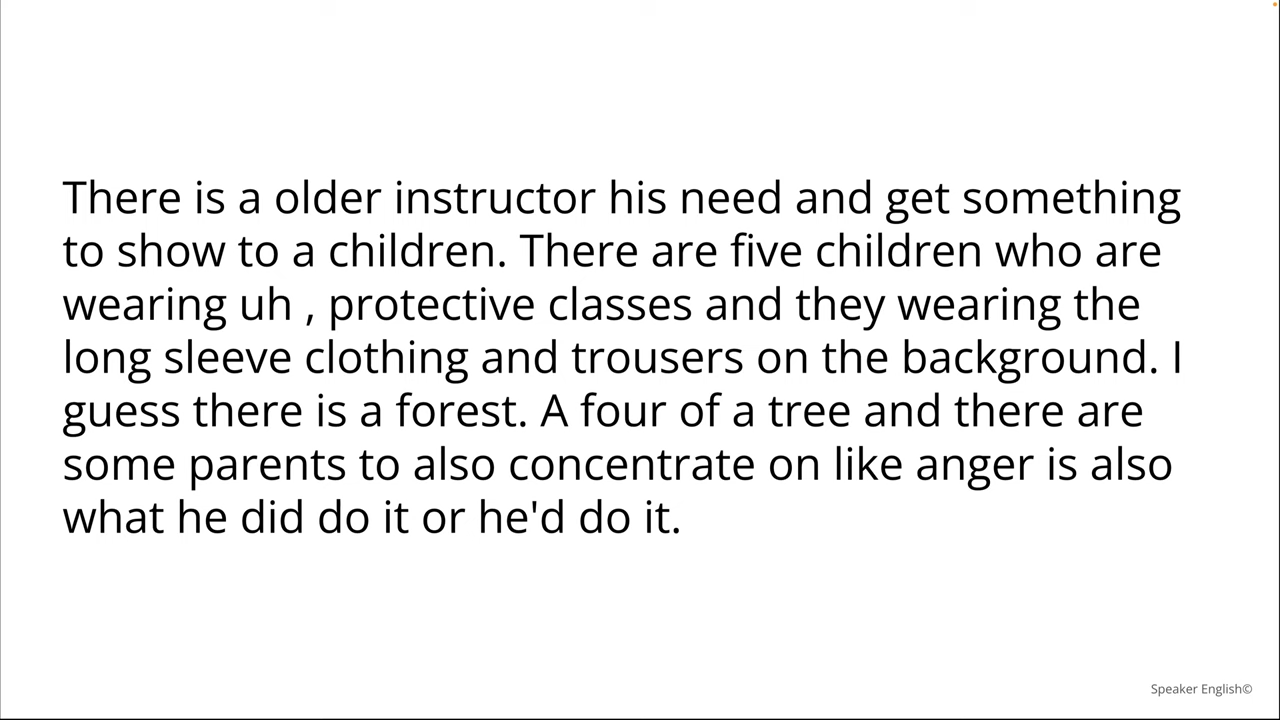 There is a older instructor his need and get something
to show to a children. There are five children who are
wearing uh , protective classes and they wearing the
long sleeve clothing and trousers on the background. I
guess there is a forest. A four of a tree and there are
some parents to also concentrate on like anger is also
what he did do it or he'd do it.
Speaker English©